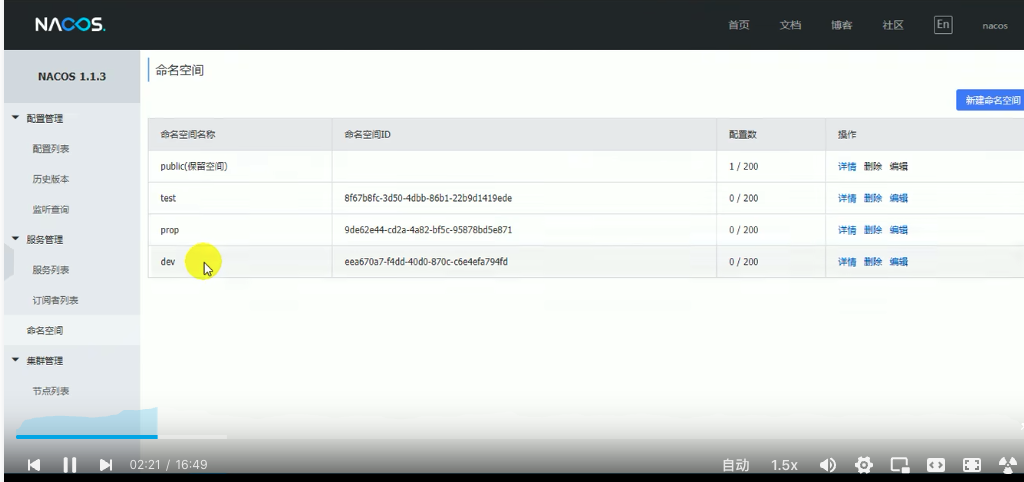 NACOS.
首页 文档 博客 社区 En nacos
NACOS 1.1.3
配置管理
配置列表
历史版本
监听查询
服务管理
服务列表
订阅者列表
命名空间
集群管理
节点列表
命名空间
新建命名空间
命名空间名称 命名空间ID 配置数 操作
public(保留空间) 1 / 200 详情 删除 编辑
test 8f67b8fc-3d50-4dbb-86b1-22b9d1419ede 0 / 200 详情 删除 编辑
prop 9de62e44-cd2a-4a82-bf5c-95878bd5e871 0 / 200 详情 删除 编辑
dev eea670a7-f4dd-40d0-870c-c6e4efa794fd 0 / 200 详情 删除 编辑
02:21 / 16:49 自动 1.5x